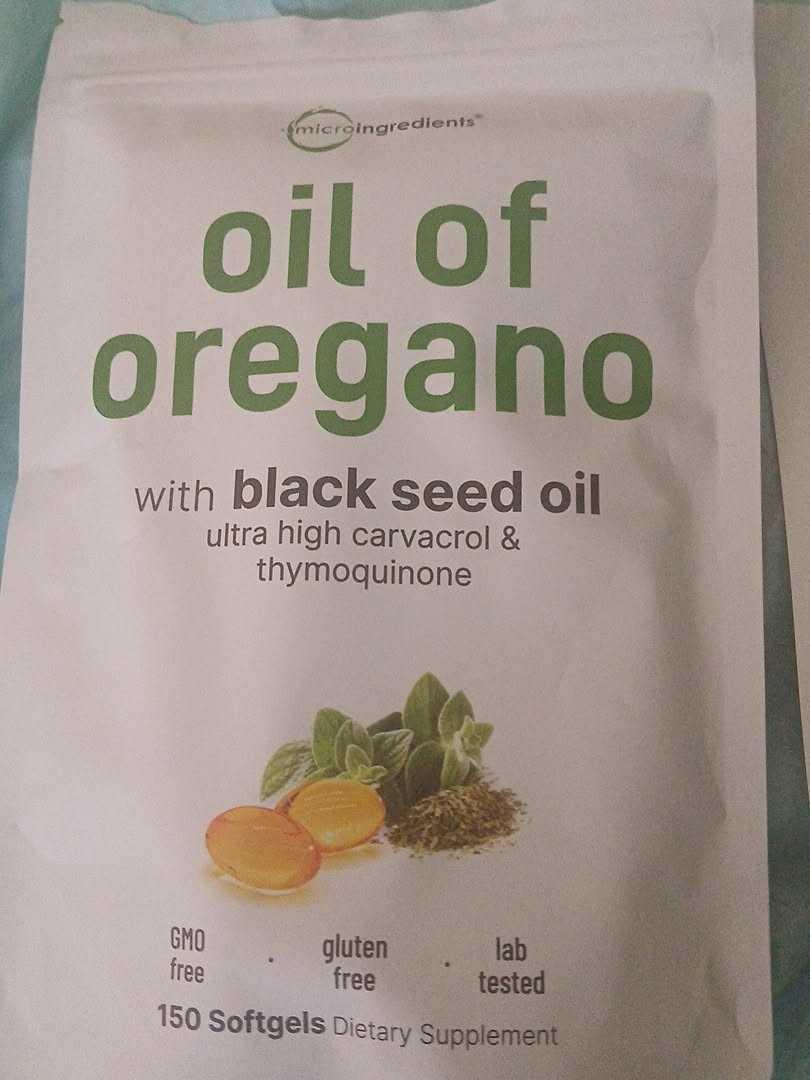 microingredients®
oil of
oregano
with black seed oil
ultra high carvacrol &
thymoquinone
GMO free · gluten free · lab tested
150 Softgels Dietary Supplement